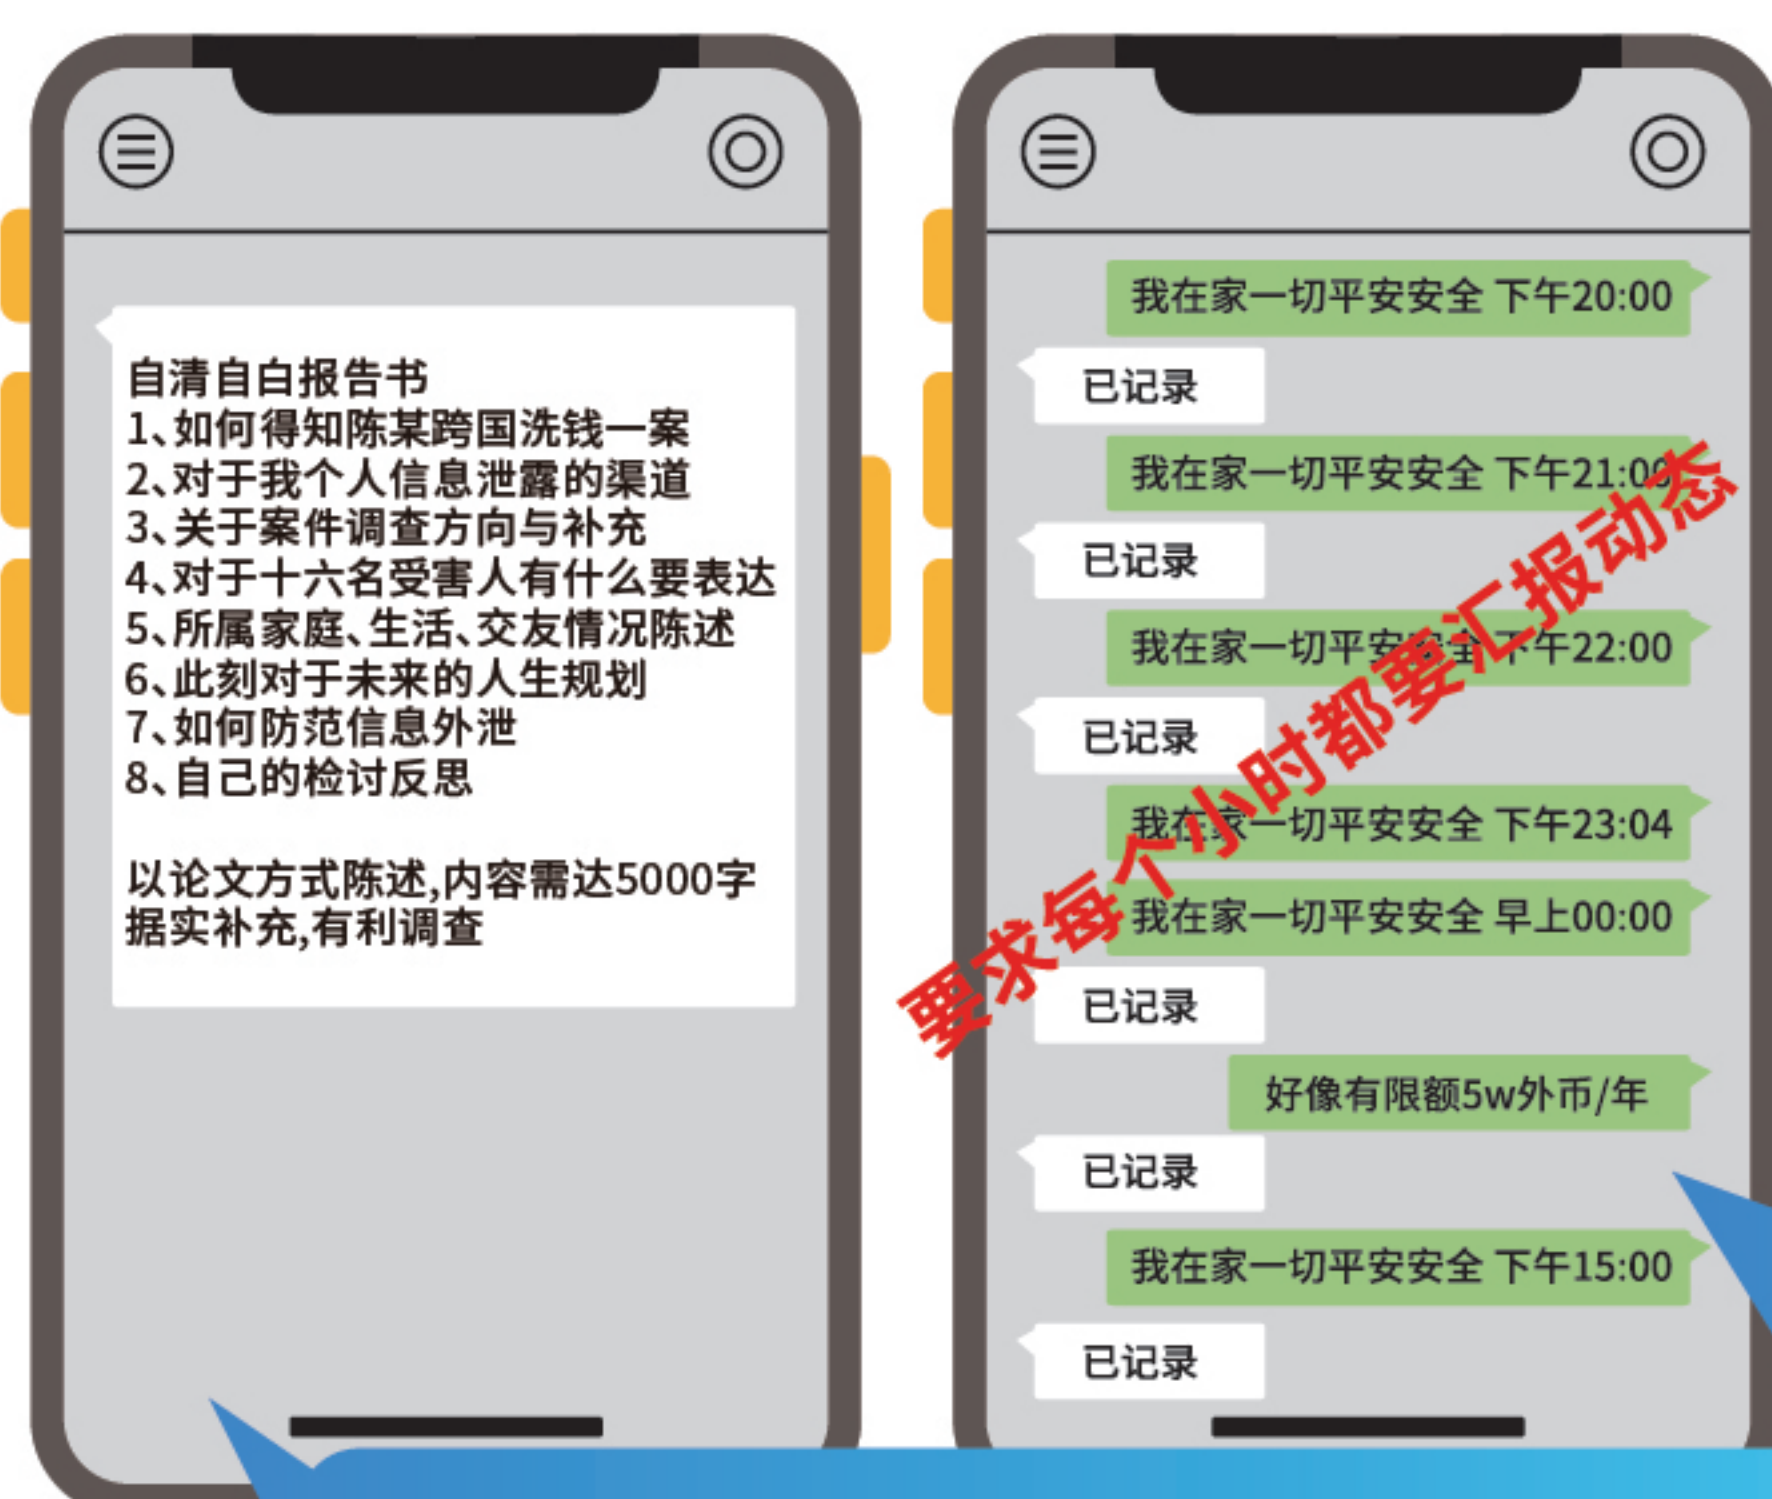 自清自白报告书
1、如何得知陈某跨国洗钱一案
2、对于我个人信息泄露的渠道
3、关于案件调查方向与补充
4、对于十六名受害人有什么要表达
5、所属家庭、生活、交友情况陈述
6、此刻对于未来的人生规划
7、如何防范信息外泄
8、自己的检讨反思
以论文方式陈述,内容需达5000字
据实补充,有利调查
我在家一切平安安全 下午20:00
已记录
我在家一切平安安全 下午21:00
已记录
我在家一切平安安全 下午22:00
已记录
我在家一切平安安全 下午23:04
我在家一切平安安全 早上00:00
已记录
好像有限额5w外币/年
已记录
我在家一切平安安全 下午15:00
已记录
要求每个小时都要汇报动态